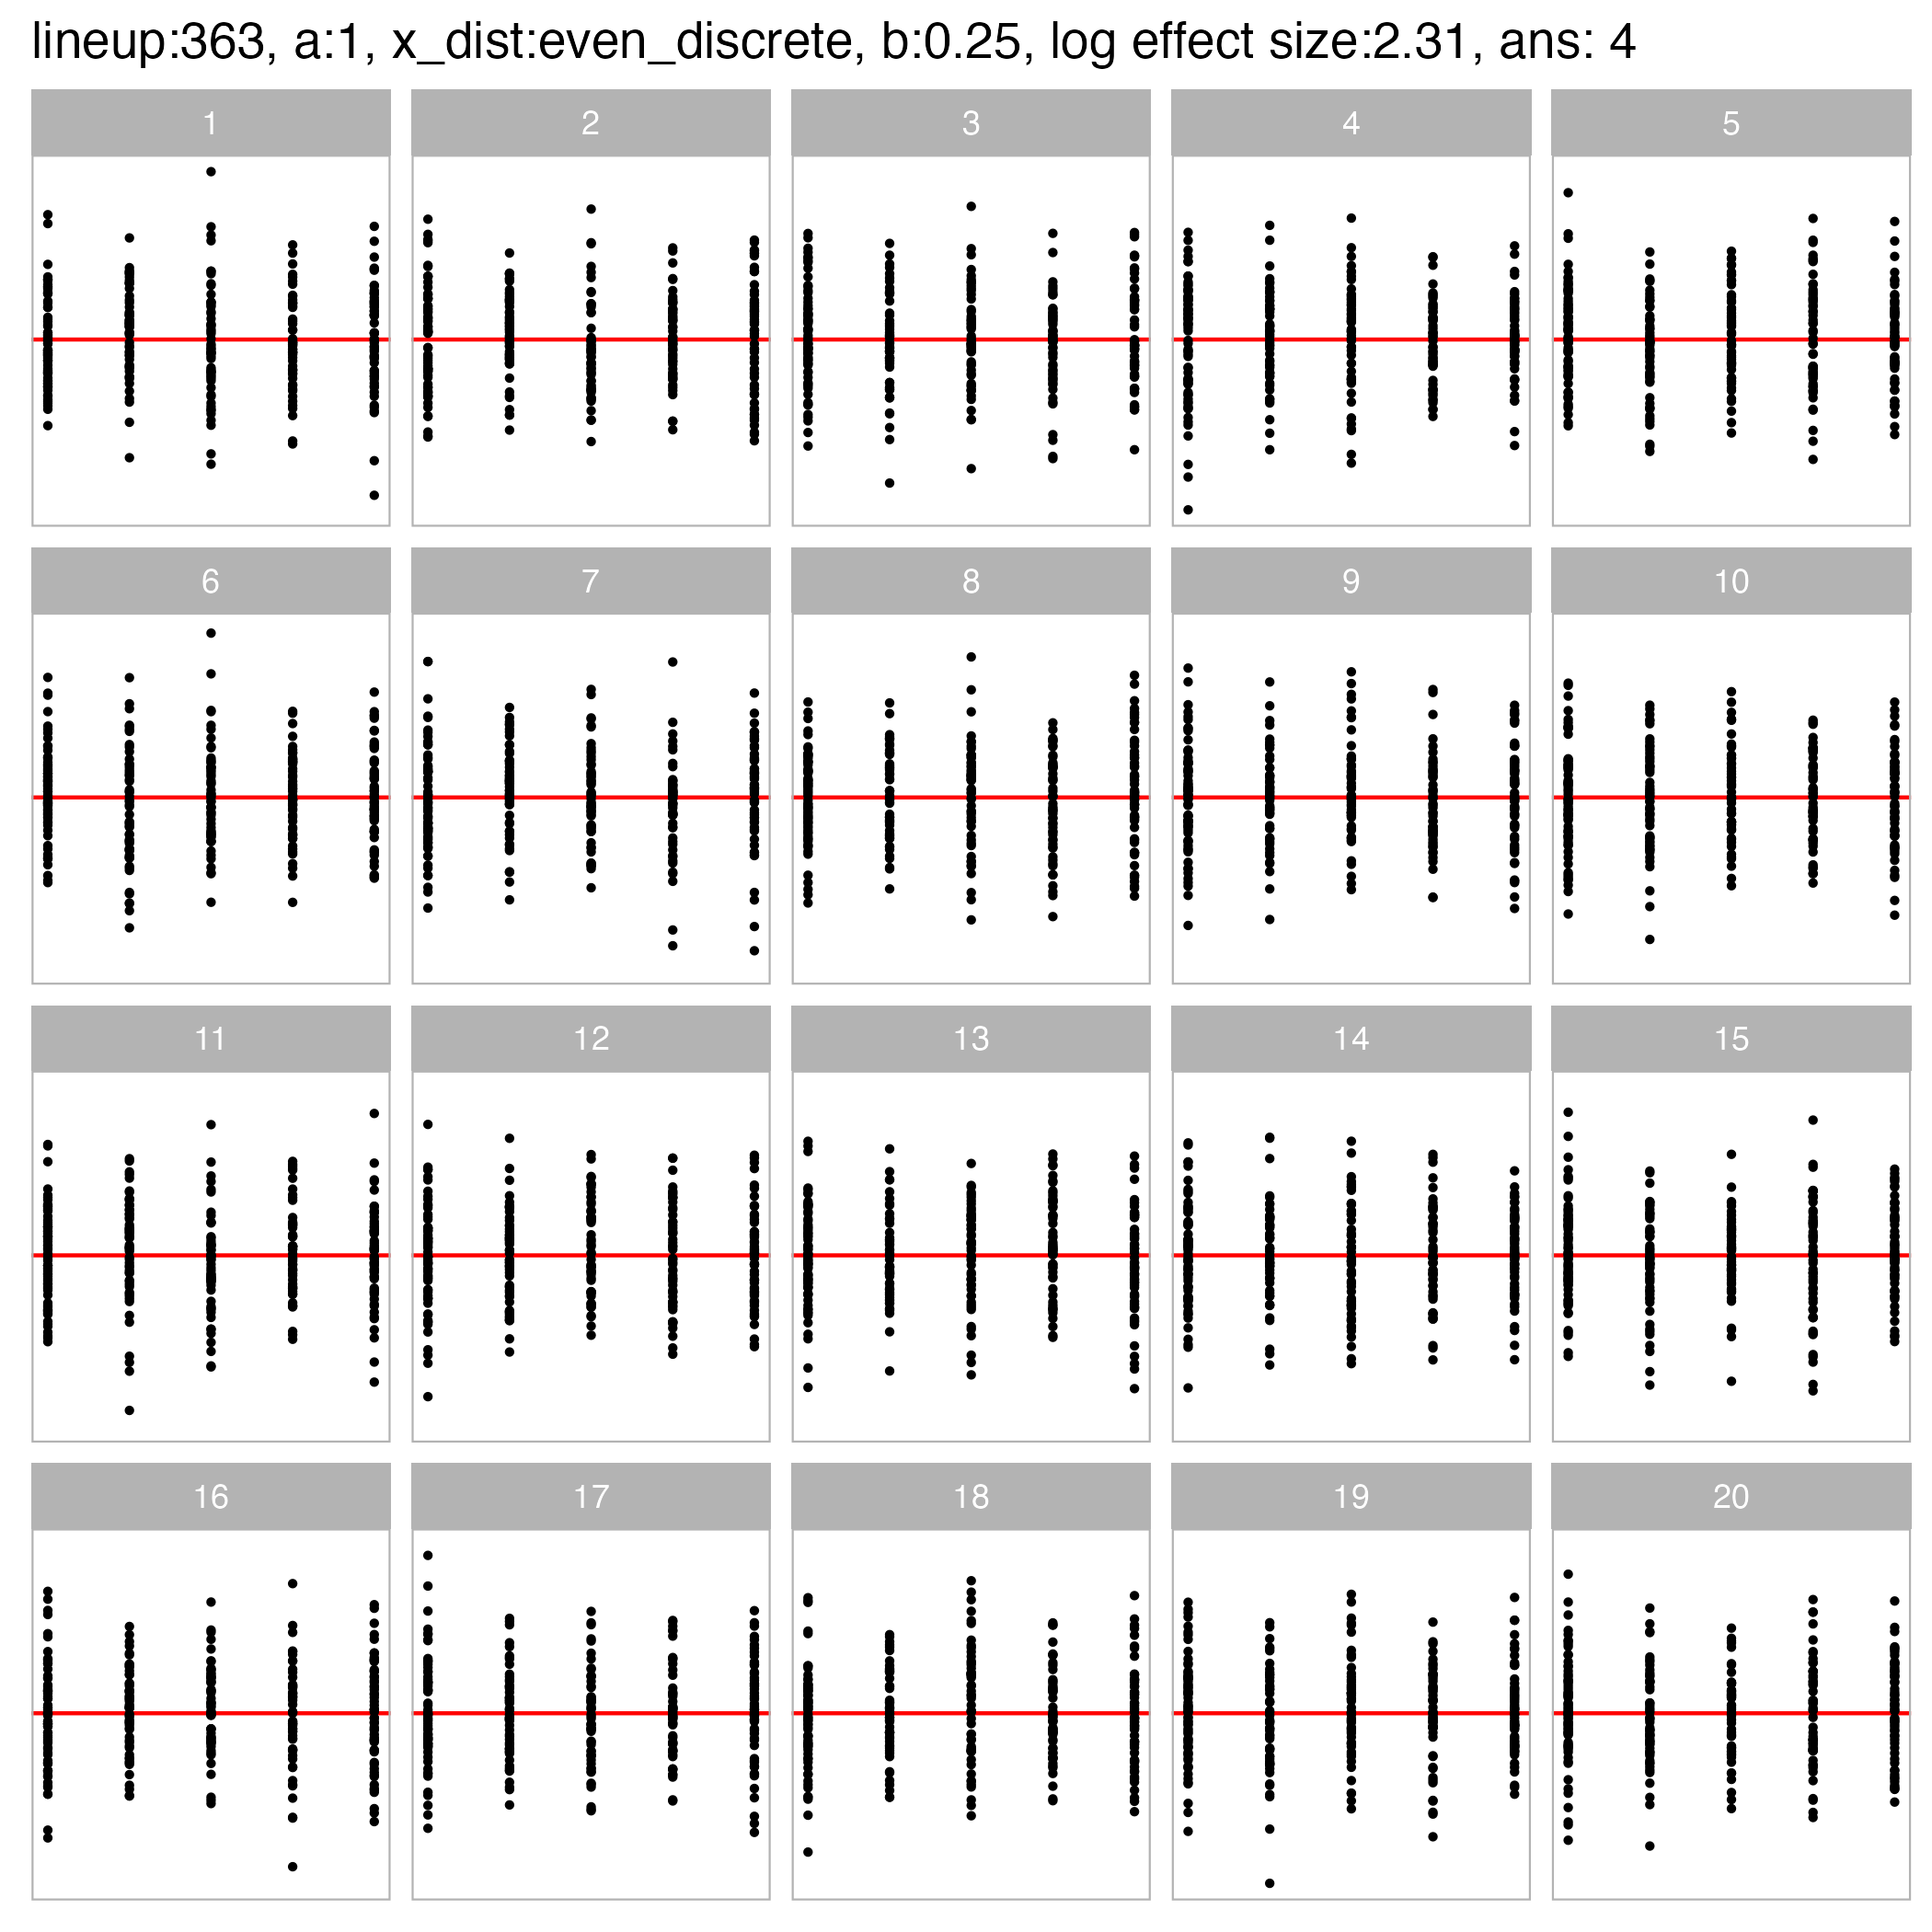 lineup:363, a:1, x_dist:even_discrete, b:0.25, log effect size:2.31, ans: 4
1 2 3 4 5
6 7 8 9 10
11 12 13 14 15
16 17 18 19 20